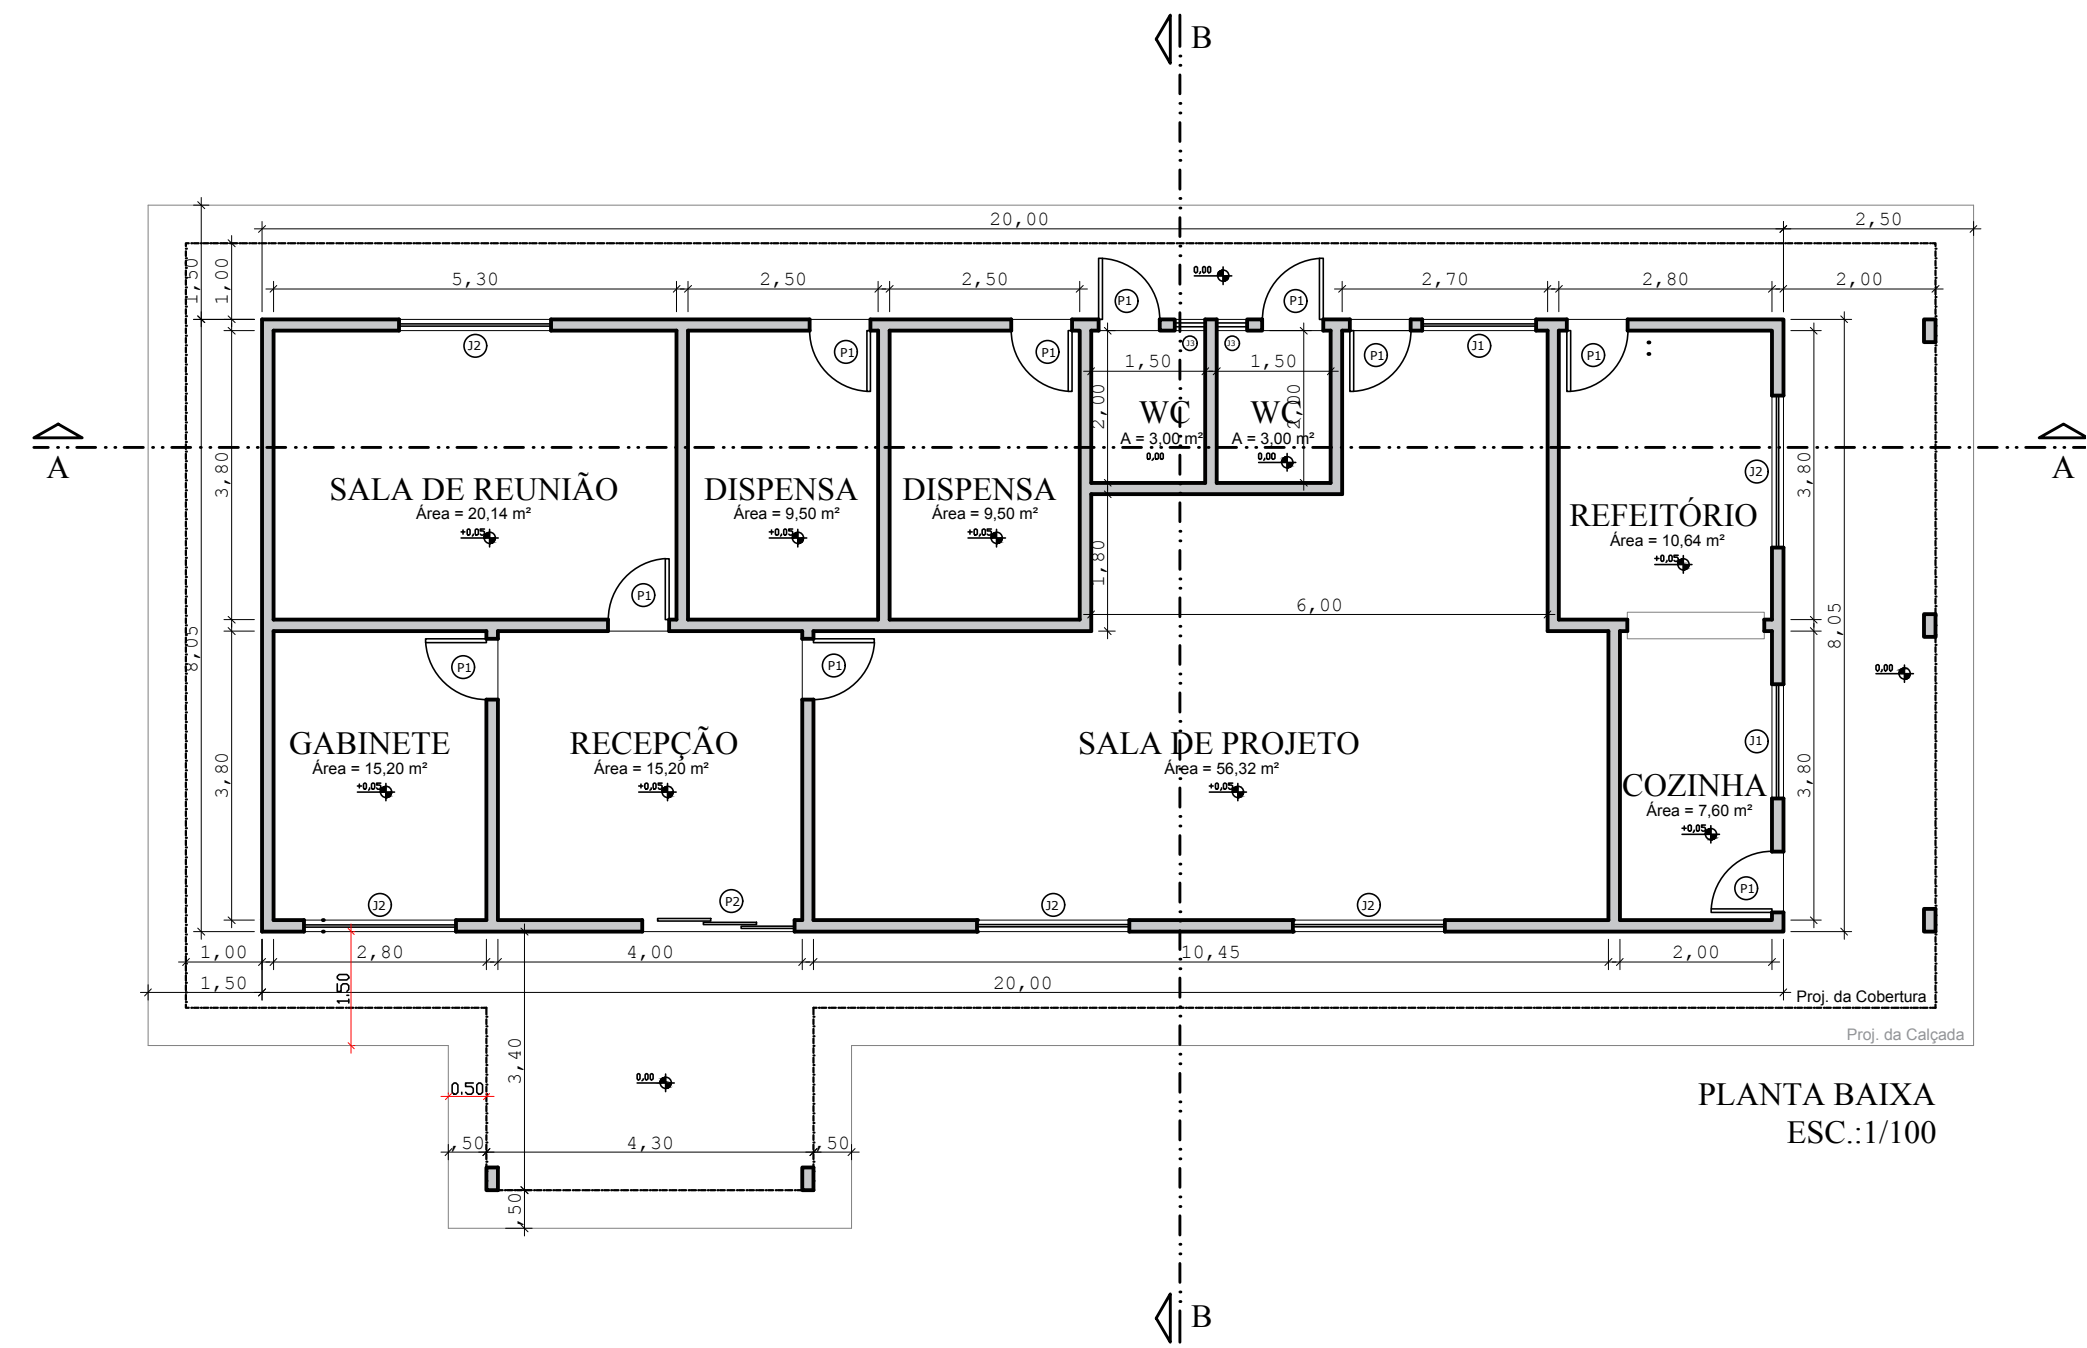 B
20,00
2,50
1,50
1,00
5,30
2,50
2,50
0,00
2,70
2,80
2,00
P1
P1
J2
P1
P1
J3
J3
P1
J1
P1
1,50
1,50
2,00
2,00
WC
A = 3,00 m²
0,00
WC
A = 3,00 m²
0,00
A
A
3,80
3,80
J2
SALA DE REUNIÃO
Área = 20,14 m²
+0,05
DISPENSA
Área = 9,50 m²
+0,05
DISPENSA
Área = 9,50 m²
+0,05
REFEITÓRIO
Área = 10,64 m²
+0,05
1,80
P1
6,00
8,05
8,05
P1
P1
0,00
GABINETE
Área = 15,20 m²
+0,05
RECEPÇÃO
Área = 15,20 m²
+0,05
SALA DE PROJETO
Área = 56,32 m²
+0,05
J1
3,80
3,80
COZINHA
Área = 7,60 m²
+0,05
P1
J2
P2
J2
J2
1,00
2,80
4,00
10,45
2,00
1,50
1.50
20,00
Proj. da Cobertura
Proj. da Calçada
3,40
0,00
0.50
PLANTA BAIXA
ESC.:1/100
,50
4,30
,50
,50
B